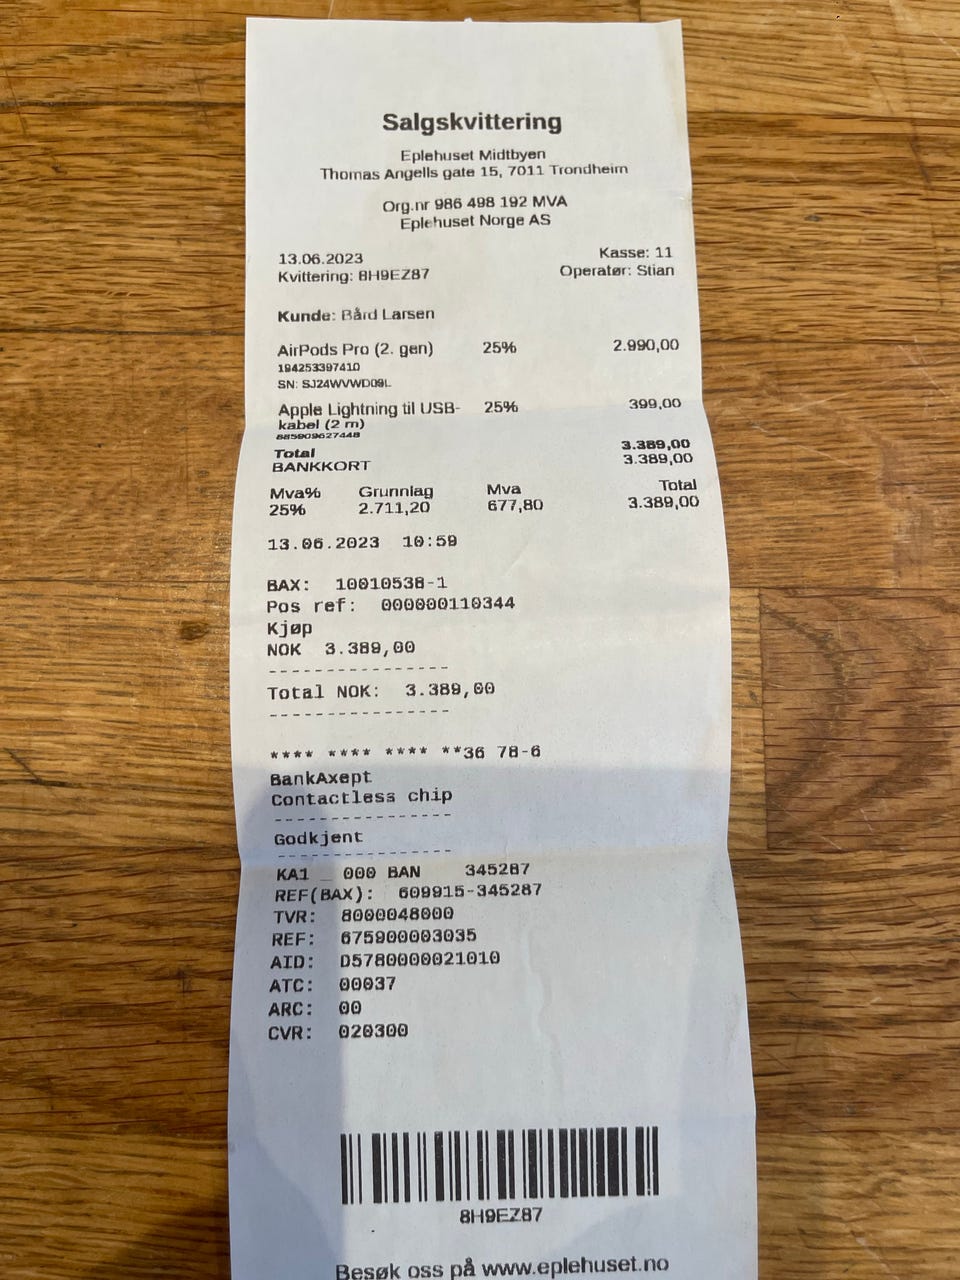 Salgskvittering
Eplehuset Midtbyen
Thomas Angells gate 15, 7011 Trondheim
Org.nr 986 498 192 MVA
Eplehuset Norge AS
13.06.2023 Kasse: 11
Kvittering: 8H9EZ87 Operatør: Stian
Kunde: Bård Larsen
AirPods Pro (2. gen) 25% 2.990,00
194253397410
SN: SJ24WVWD09L
Apple Lightning til USB- 25% 399,00
kabel (2 m)
885909627448
Total 3.389,00
BANKKORT 3.389,00
Mva% Grunnlag Mva Total
25% 2.711,20 677,80 3.389,00
13.06.2023 10:59
BAX: 10010538-1
Pos ref: 000000110344
Kjøp
NOK 3.389,00
----------------
Total NOK: 3.389,00
----------------
**** **** **** **36 78-6
BankAxept
Contactless chip
----------------
Godkjent
----------------
KA1 _ 000 BAN 345287
REF(BAX): 609915-345287
TVR: 8000048000
REF: 675900003035
AID: D5780000021010
ATC: 00037
ARC: 00
CVR: 020300
8H9EZ87
Besøk oss på www.eplehuset.no